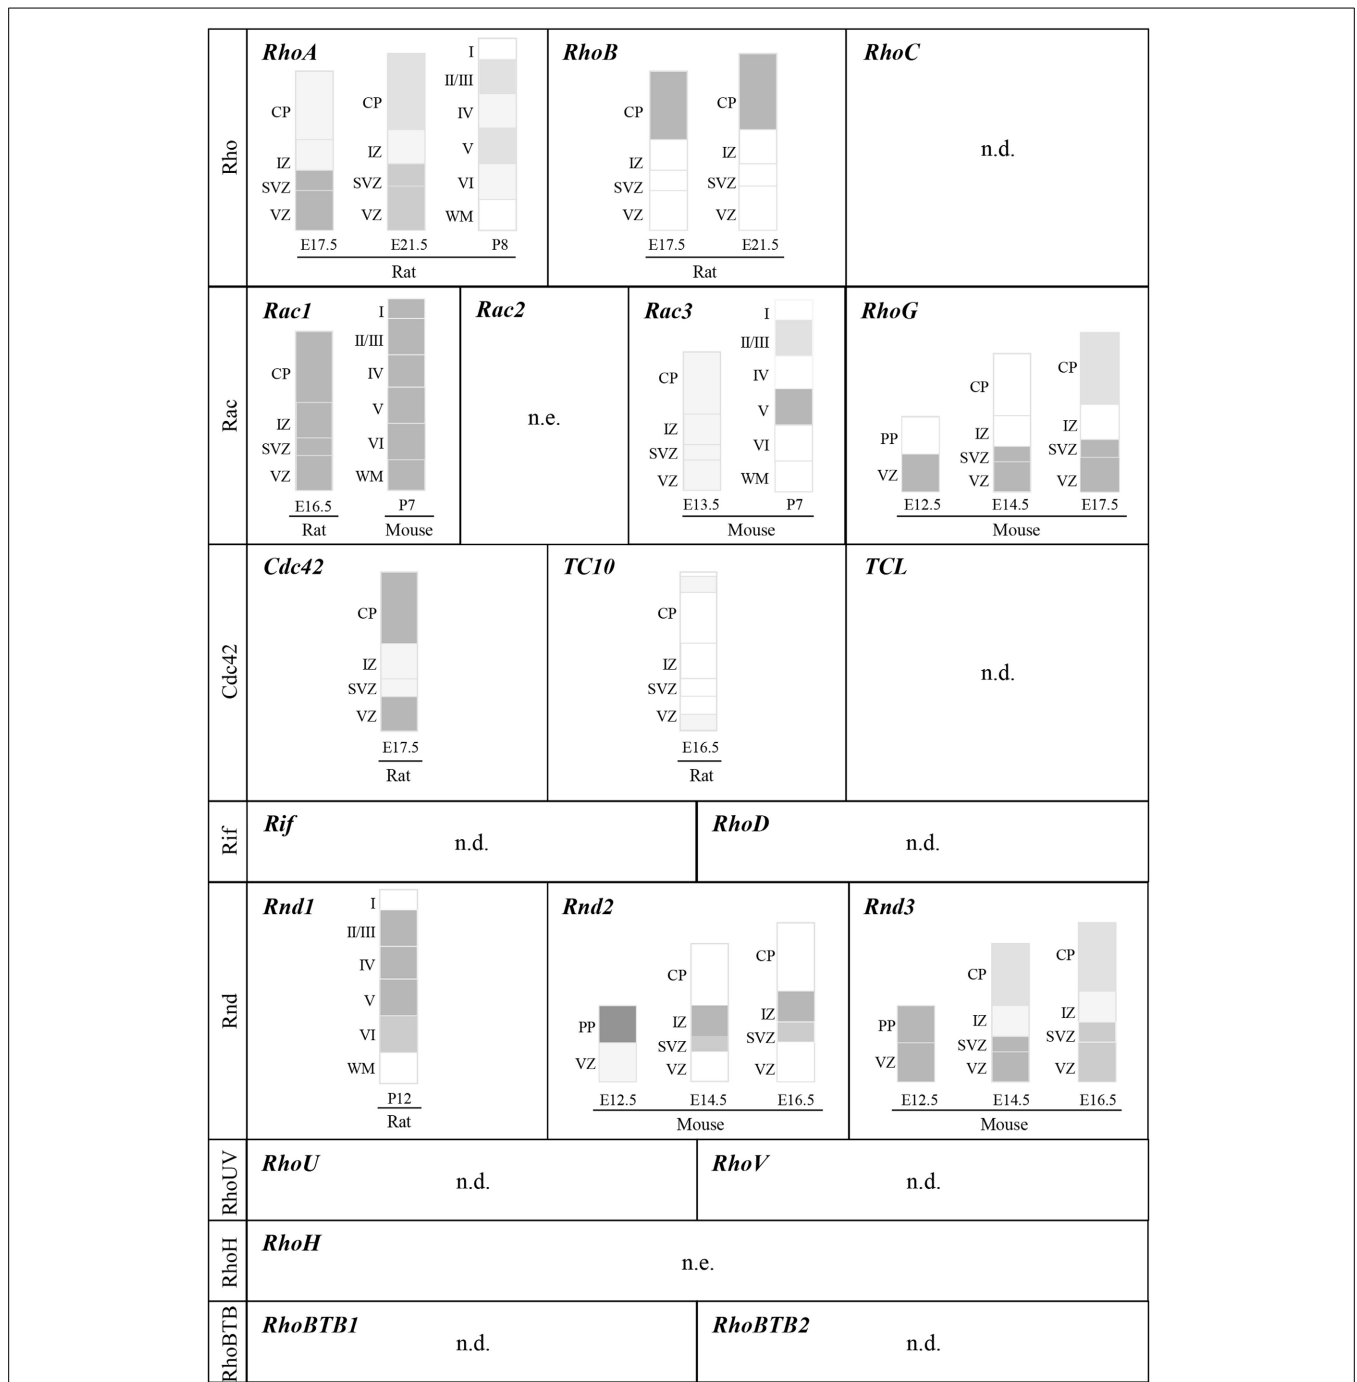 Rho
RhoA
CP
IZ
SVZ
VZ
E17.5
CP
IZ
SVZ
VZ
E21.5
I
II/III
IV
V
VI
WM
P8
Rat
RhoB
CP
IZ
SVZ
VZ
E17.5
CP
IZ
SVZ
VZ
E21.5
Rat
RhoC
n.d.
Rac
Rac1
CP
IZ
SVZ
VZ
E16.5
Rat
I
II/III
IV
V
VI
WM
P7
Mouse
Rac2
n.e.
Rac3
CP
IZ
SVZ
VZ
E13.5
I
II/III
IV
V
VI
WM
P7
Mouse
RhoG
PP
VZ
E12.5
CP
IZ
SVZ
VZ
E14.5
CP
IZ
SVZ
VZ
E17.5
Mouse
Cdc42
Cdc42
CP
IZ
SVZ
VZ
E17.5
Rat
TC10
CP
IZ
SVZ
VZ
E16.5
Rat
TCL
n.d.
Rif
Rif
n.d.
RhoD
n.d.
Rnd
Rnd1
I
II/III
IV
V
VI
WM
P12
Rat
Rnd2
PP
VZ
E12.5
CP
IZ
SVZ
VZ
E14.5
CP
IZ
SVZ
VZ
E16.5
Mouse
Rnd3
PP
VZ
E12.5
CP
IZ
SVZ
VZ
E14.5
CP
IZ
SVZ
VZ
E16.5
Mouse
RhoUV
RhoU
n.d.
RhoV
n.d.
RhoH
RhoH
n.e.
RhoBTB
RhoBTB1
n.d.
RhoBTB2
n.d.